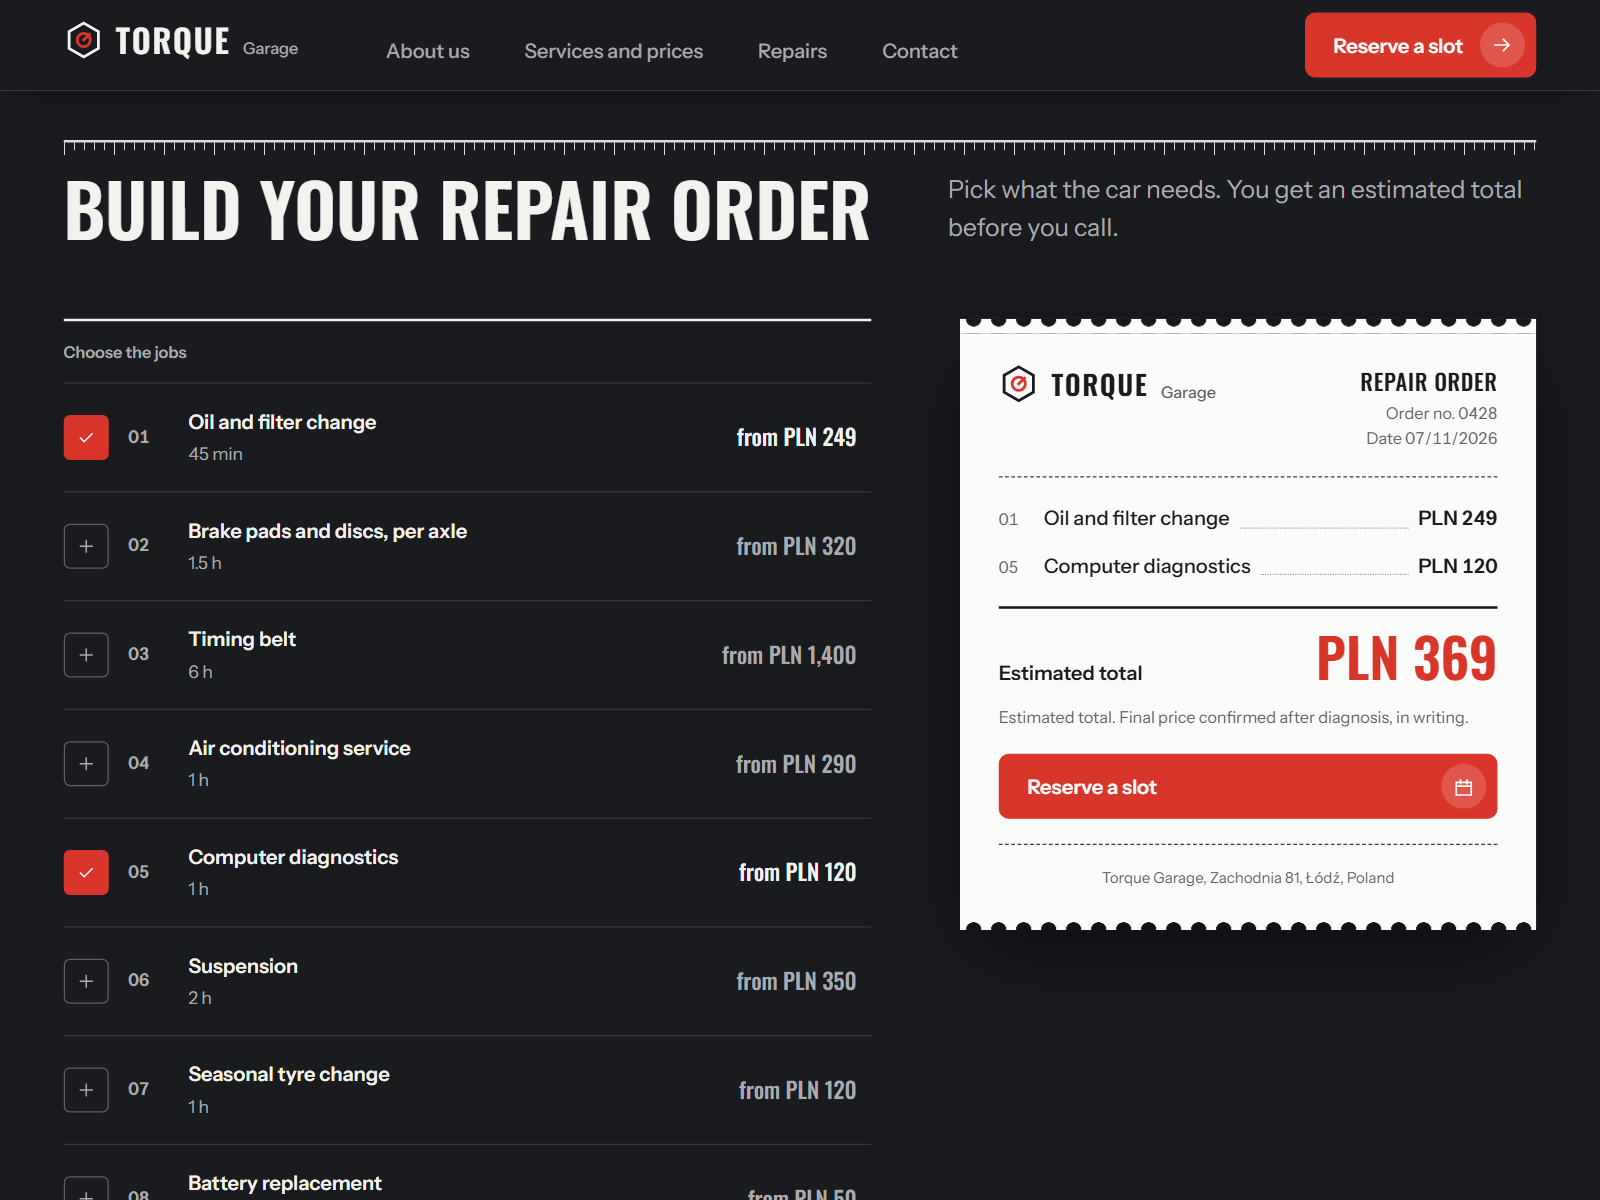 TORQUE Garage
About us
Services and prices
Repairs
Contact
Reserve a slot
BUILD YOUR REPAIR ORDER
Pick what the car needs. You get an estimated total
before you call.
Choose the jobs
01 Oil and filter change from PLN 249
45 min
02 Brake pads and discs, per axle from PLN 320
1.5 h
03 Timing belt from PLN 1,400
6 h
04 Air conditioning service from PLN 290
1 h
05 Computer diagnostics from PLN 120
1 h
06 Suspension from PLN 350
2 h
07 Seasonal tyre change from PLN 120
1 h
08 Battery replacement from PLN 50
TORQUE Garage
REPAIR ORDER
Order no. 0428
Date 07/11/2026
01 Oil and filter change PLN 249
05 Computer diagnostics PLN 120
Estimated total PLN 369
Estimated total. Final price confirmed after diagnosis, in writing.
Reserve a slot
Torque Garage, Zachodnia 81, Łódź, Poland